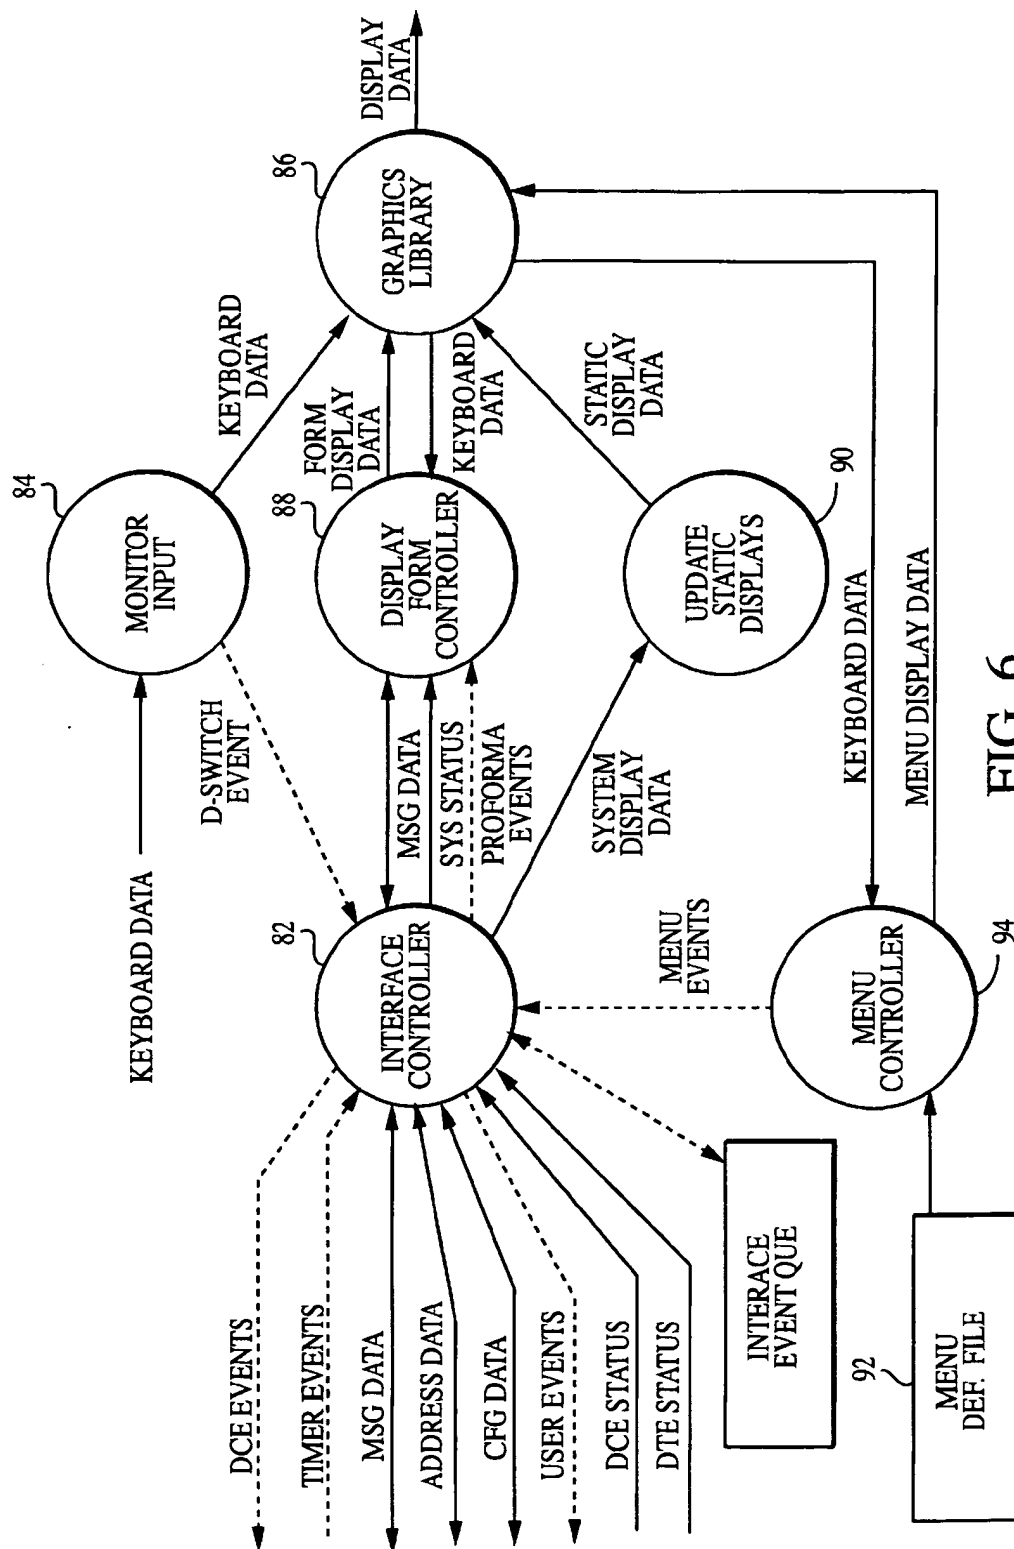 KEYBOARD DATA
84
MONITOR
INPUT
KEYBOARD
DATA
86
GRAPHICS
LIBRARY
DISPLAY
DATA
D-SWITCH
EVENT
FORM
DISPLAY
DATA
88
DISPLAY
FORM
CONTROLLER
KEYBOARD
DATA
82
INTERFACE
CONTROLLER
MSG DATA
SYS STATUS
PROFORMA
EVENTS
STATIC
DISPLAY
DATA
SYSTEM
DISPLAY
DATA
UPDATE
STATIC
DISPLAYS
90
DCE EVENTS
TIMER EVENTS
MSG DATA
ADDRESS DATA
CFG DATA
USER EVENTS
DCE STATUS
DTE STATUS
MENU
EVENTS
INTERACE
EVENT QUE
KEYBOARD DATA
MENU DISPLAY DATA
MENU
CONTROLLER
94
92
MENU
DEF. FILE
FIG. 6